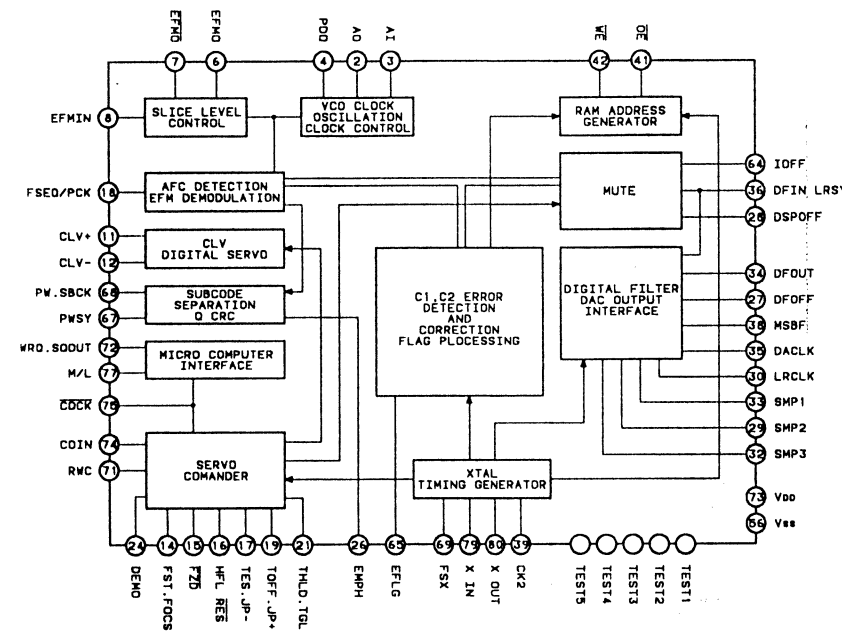 EFMO
EFMO
PDO
AO
AI
WE
OE
7
6
4
2
3
42
41
EFMIN
8
SLICE LEVEL
CONTROL
VCO CLOCK
OSCILLATION
CLOCK CONTROL
RAM ADDRESS
GENERATOR
FSEQ/PCK
18
AFC DETECTION
EFM DEMODULATION
MUTE
64
IOFF
36
DFIN LRSY
28
DSPOFF
CLV+
11
CLV-
12
CLV
DIGITAL SERVO
C1.C2 ERROR
DETECTION
AND
CORRECTION
FLAG PLOCESSING
DIGITAL FILTER
DAC OUTPUT
INTERFACE
34
DFOUT
27
DFOFF
38
MSBF
35
DACLK
30
LRCLK
33
SMP1
29
SMP2
32
SMP3
PW.SBCK
68
PWSY
67
SUBCODE
SEPARATION
Q CRC
WRQ.SQOUT
72
M/L
77
MICRO COMPUTER
INTERFACE
CQCK
75
COIN
74
RWC
71
SERVO
COMANDER
XTAL
TIMING GENERATOR
73
VDD
56
VSS
24
14
15
16
17
19
21
26
65
69
79
80
39
DEMO
FST.FOCS
FZD
HFL RES
TES.JP-
TOFF.JP+
THLD.TGL
EMPH
EFLG
FSX
X IN
X OUT
CK2
TEST5
TEST4
TEST3
TEST2
TEST1